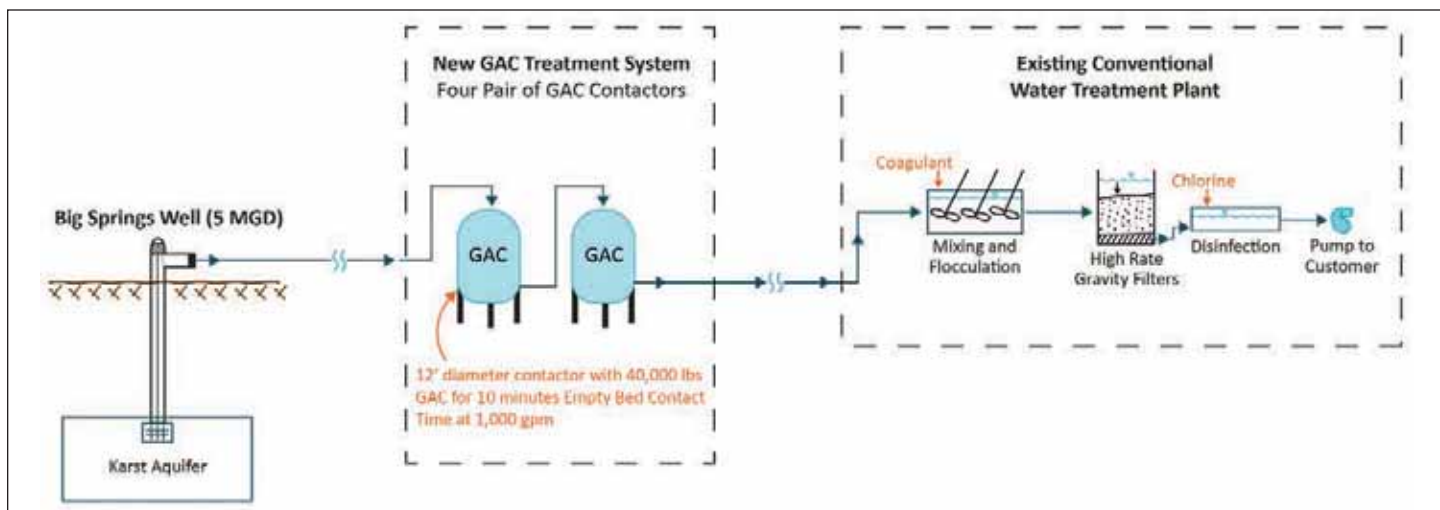 New GAC Treatment System
Four Pair of GAC Contactors
Existing Conventional
Water Treatment Plant
Big Springs Well (5 MGD)
GAC
GAC
Coagulant
Chlorine
Mixing and
Flocculation
High Rate
Gravity Filters
Disinfection
Pump to
Customer
12' diameter contactor with 40,000 lbs
GAC for 10 minutes Empty Bed Contact
Time at 1,000 gpm
Karst Aquifer